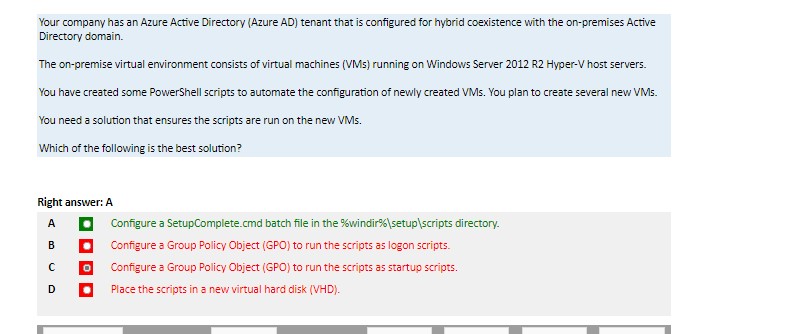 Your company has an Azure Active Directory (Azure AD) tenant that is configured for hybrid coexistence with the on-premises Active
Directory domain.
The on-premise virtual environment consists of virtual machines (VMs) running on Windows Server 2012 R2 Hyper-V host servers.
You have created some PowerShell scripts to automate the configuration of newly created VMs. You plan to create several new VMs.
You need a solution that ensures the scripts are run on the new VMs.
Which of the following is the best solution?
Right answer: A
A Configure a SetupComplete.cmd batch file in the %windir%\setup\scripts directory.
B Configure a Group Policy Object (GPO) to run the scripts as logon scripts.
C Configure a Group Policy Object (GPO) to run the scripts as startup scripts.
D Place the scripts in a new virtual hard disk (VHD).